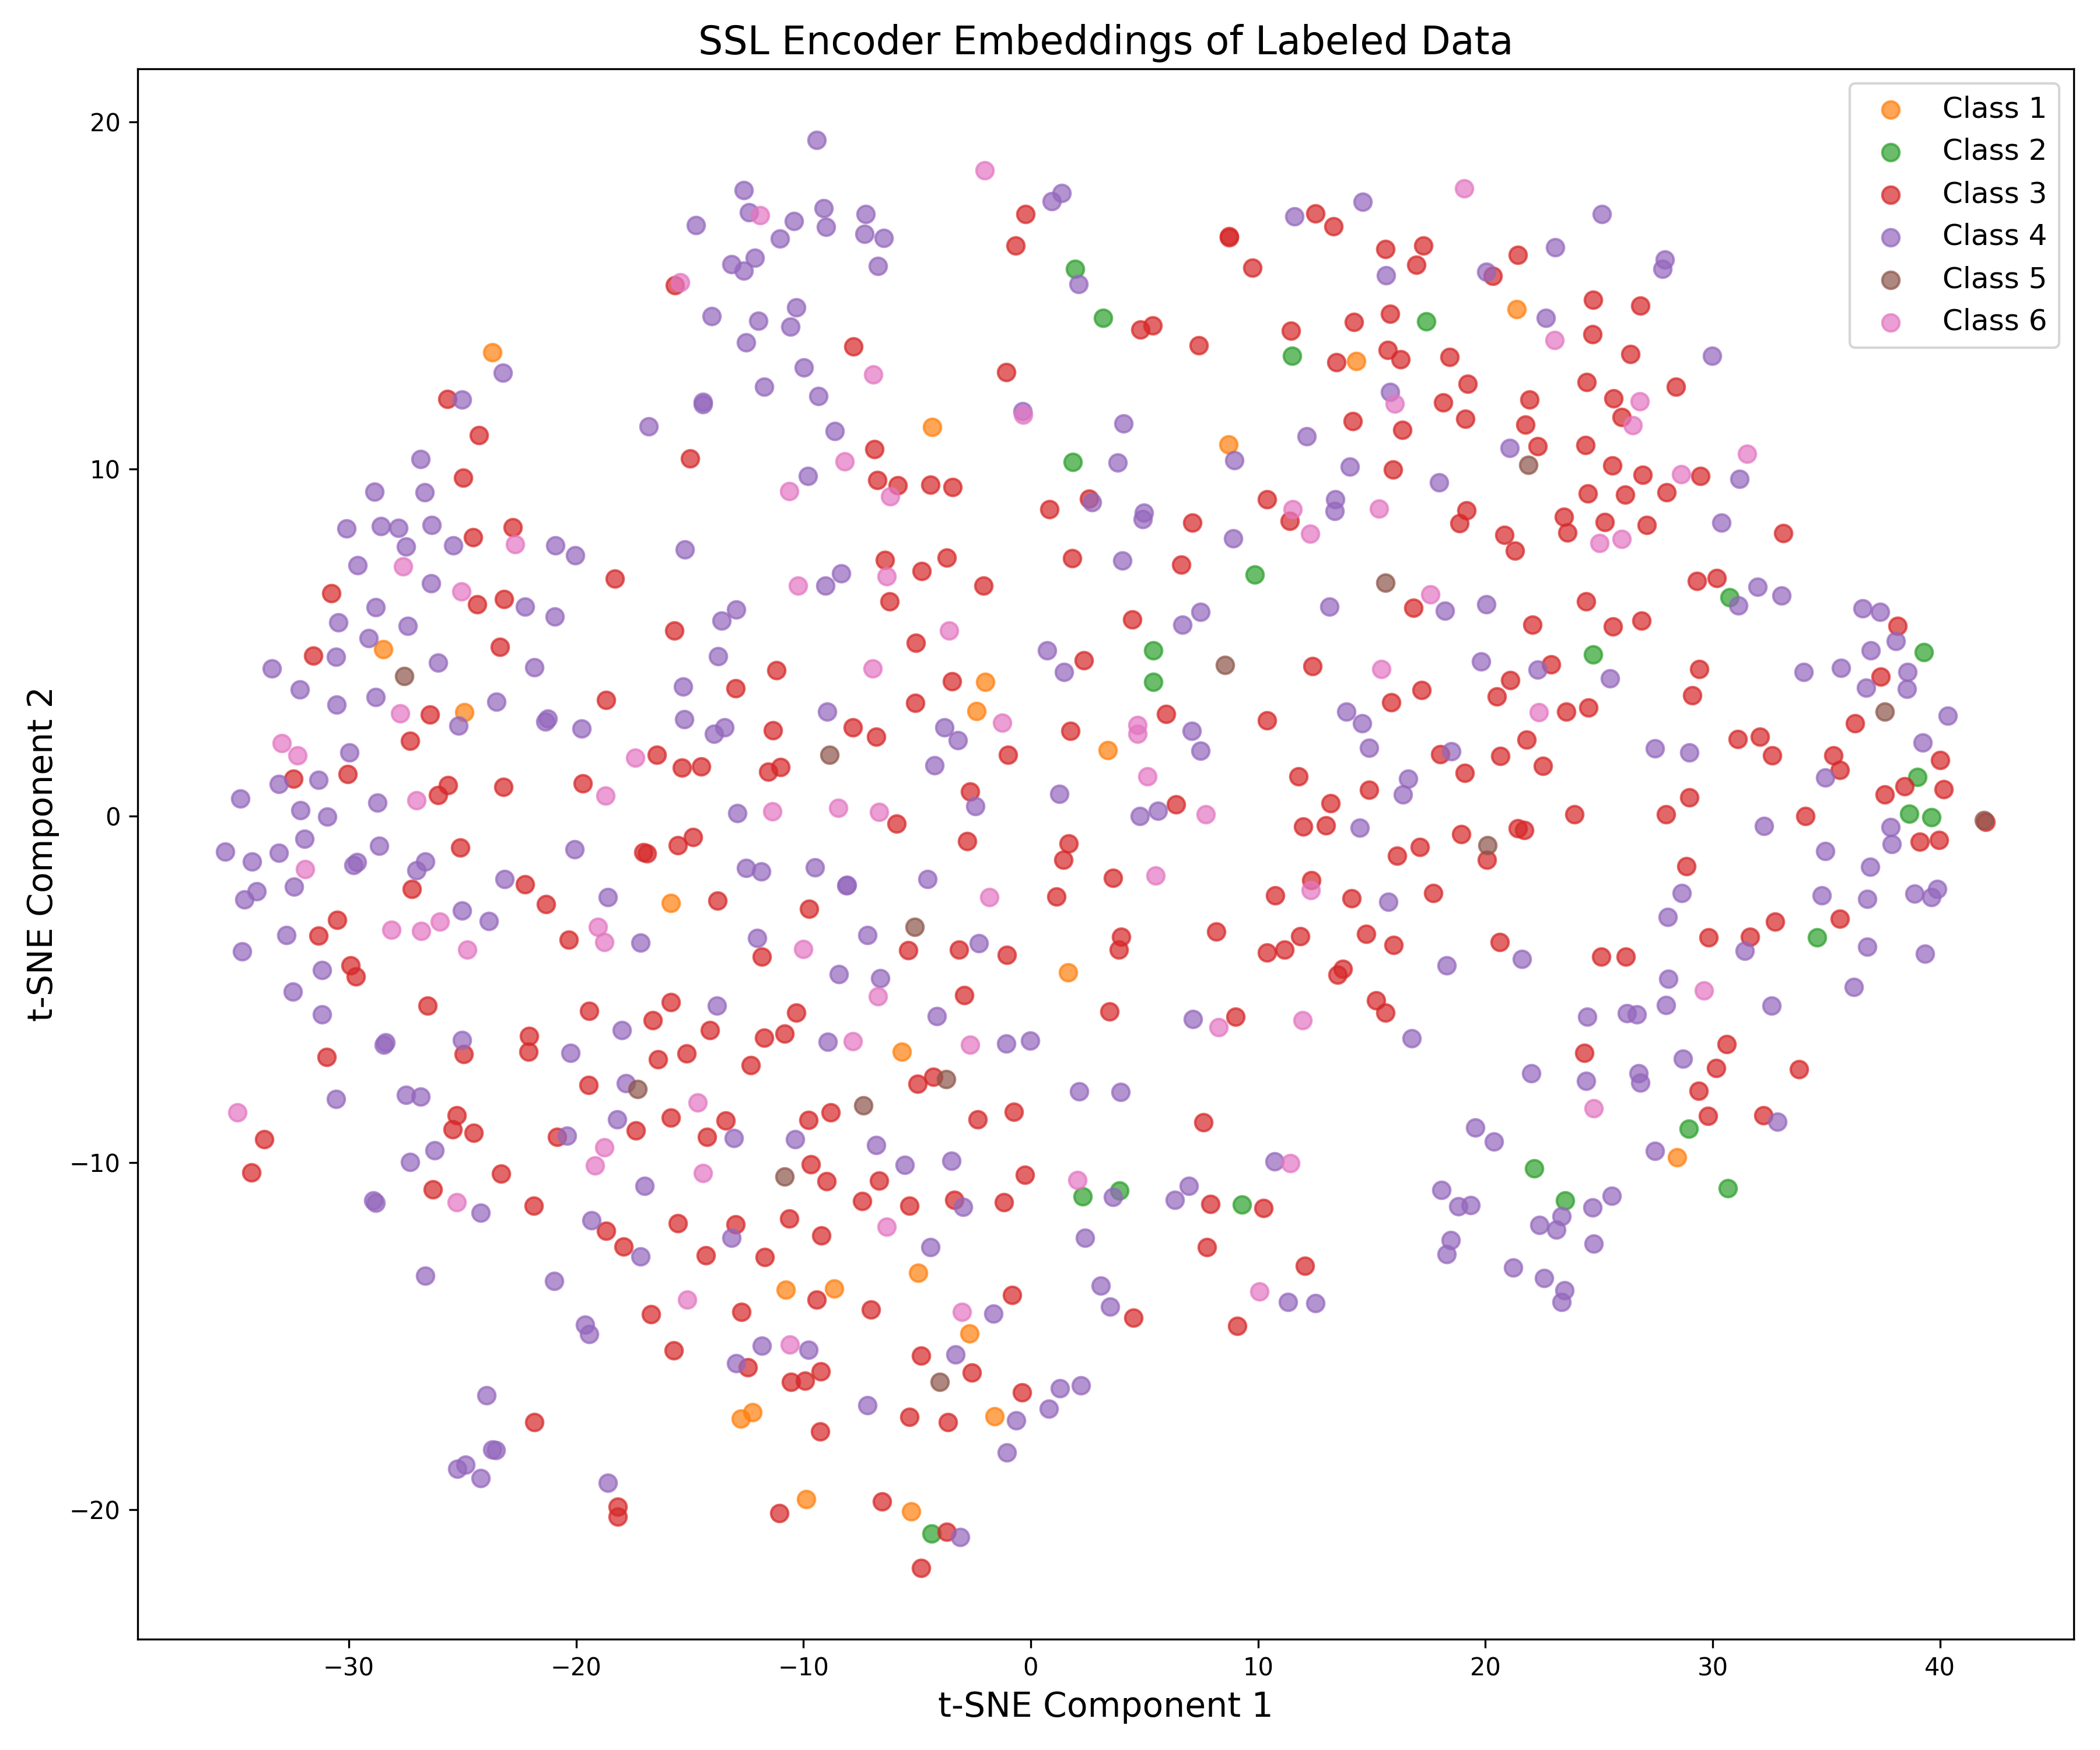 SSL Encoder Embeddings of Labeled Data
Class 1
Class 2
Class 3
Class 4
Class 5
Class 6
20
10
0
−10
−20
t-SNE Component 2
−30
−20
−10
0
10
20
30
40
t-SNE Component 1